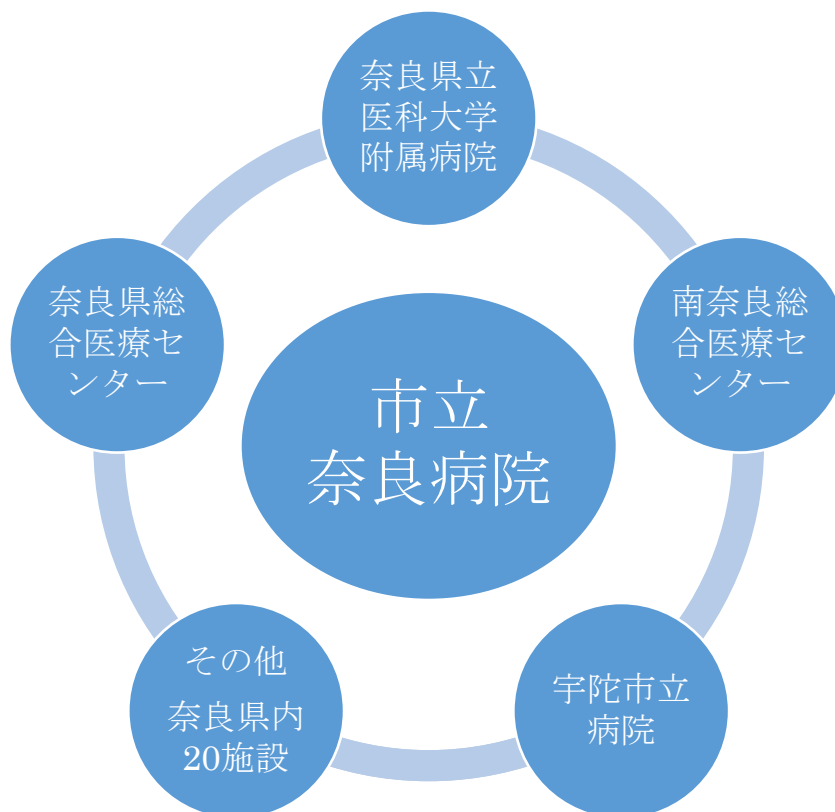 奈良県立
医科大学
附属病院
奈良県総
合医療セ
ンター
南奈良総
合医療セ
ンター
市立
奈良病院
その他
奈良県内
20施設
宇陀市立
病院